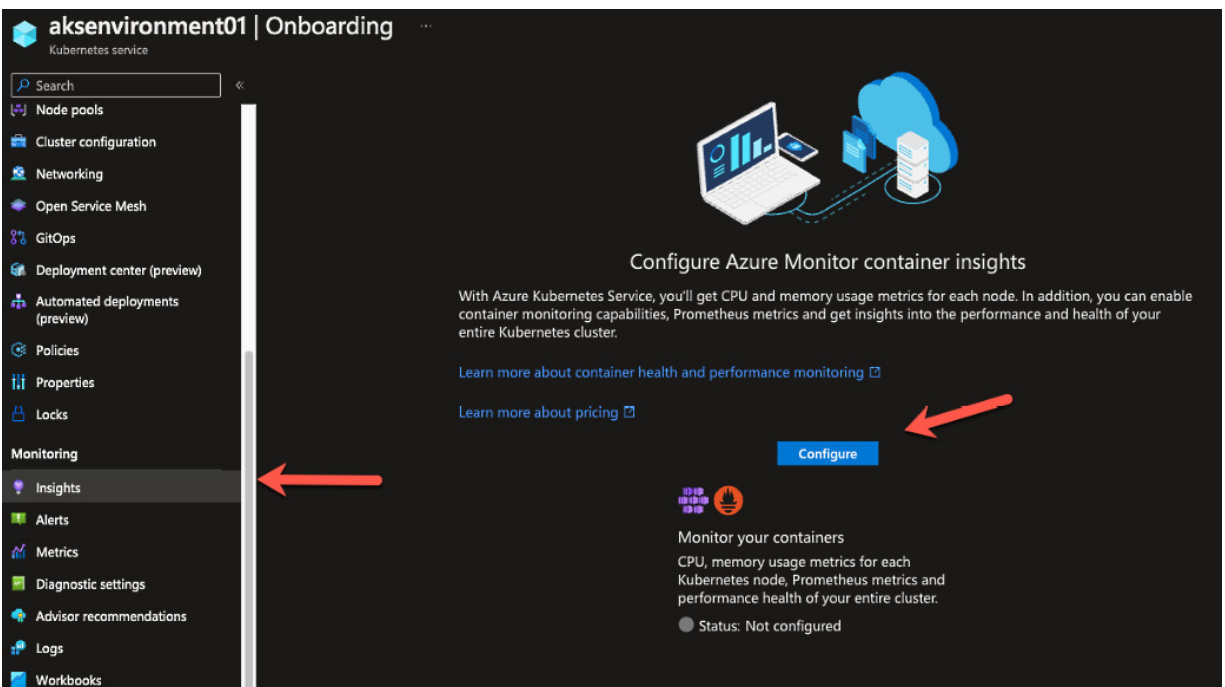 aksenvironment01 | Onboarding ...
Kubernetes service
Search «
Node pools
Cluster configuration
Networking
Open Service Mesh
GitOps
Deployment center (preview)
Automated deployments
(preview)
Policies
Properties
Locks
Monitoring
Insights
Alerts
Metrics
Diagnostic settings
Advisor recommendations
Logs
Workbooks
Configure Azure Monitor container insights
With Azure Kubernetes Service, you'll get CPU and memory usage metrics for each node. In addition, you can enable
container monitoring capabilities, Prometheus metrics and get insights into the performance and health of your
entire Kubernetes cluster.
Learn more about container health and performance monitoring
Learn more about pricing
Configure
Monitor your containers
CPU, memory usage metrics for each
Kubernetes node, Prometheus metrics and
performance health of your entire cluster.
Status: Not configured